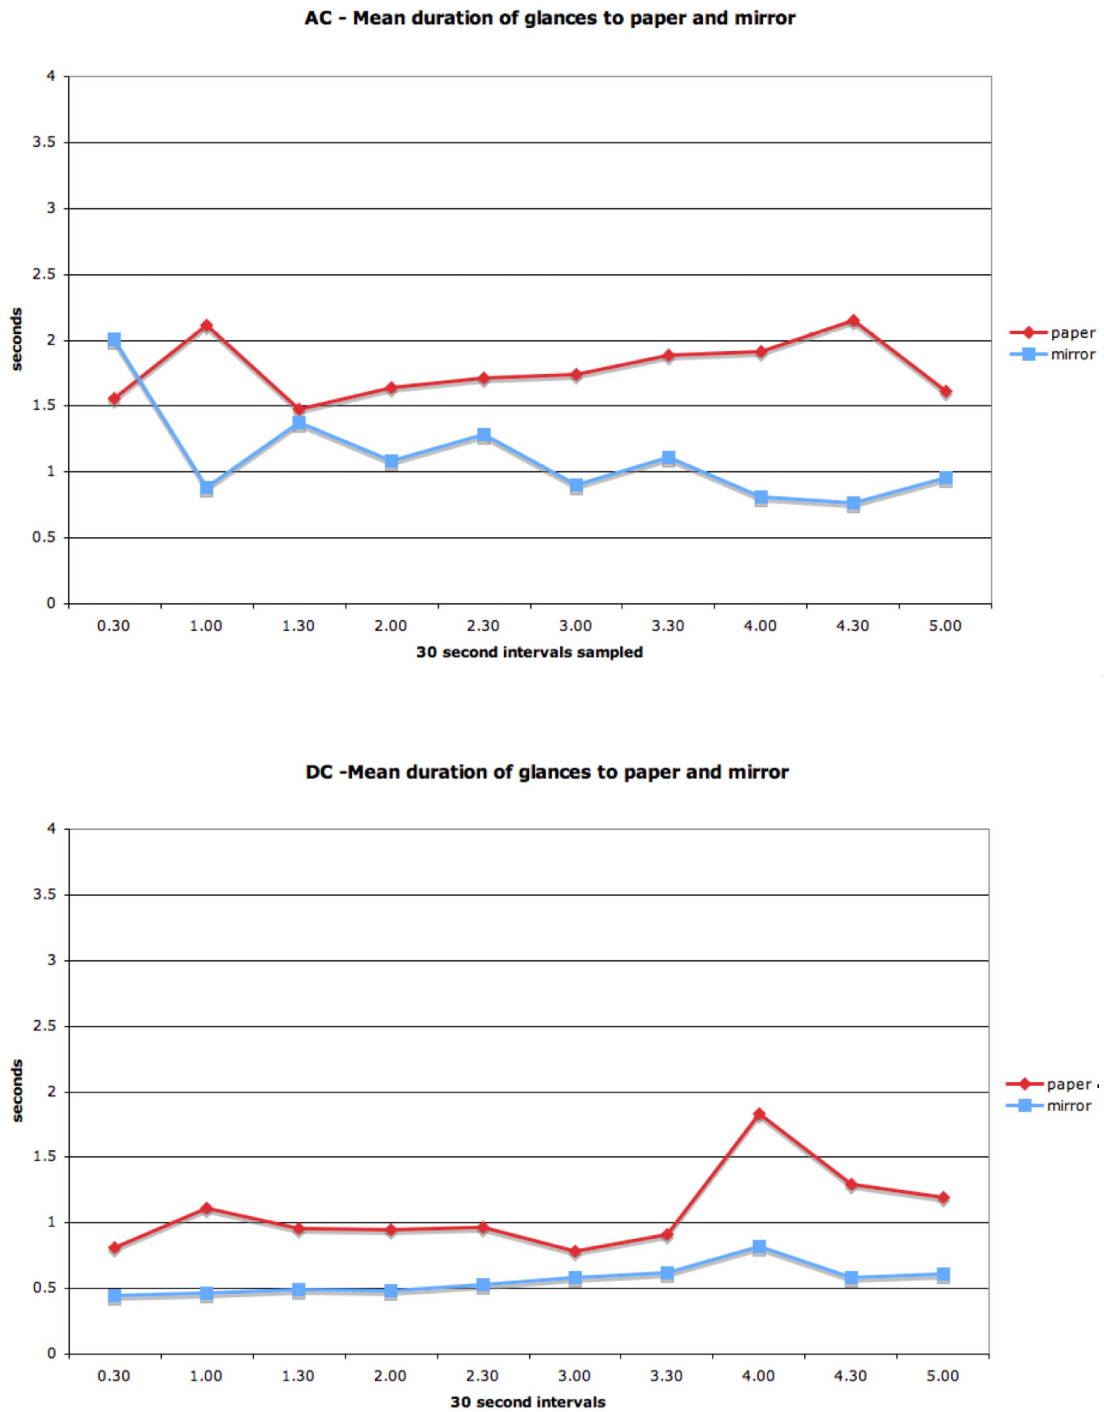 AC - Mean duration of glances to paper and mirror
4
3.5
3
2.5
2
1.5
1
0.5
0
seconds
paper
mirror
0.30 1.00 1.30 2.00 2.30 3.00 3.30 4.00 4.30 5.00
30 second intervals sampled
DC -Mean duration of glances to paper and mirror
4
3.5
3
2.5
2
1.5
1
0.5
0
seconds
paper
mirror
0.30 1.00 1.30 2.00 2.30 3.00 3.30 4.00 4.30 5.00
30 second intervals